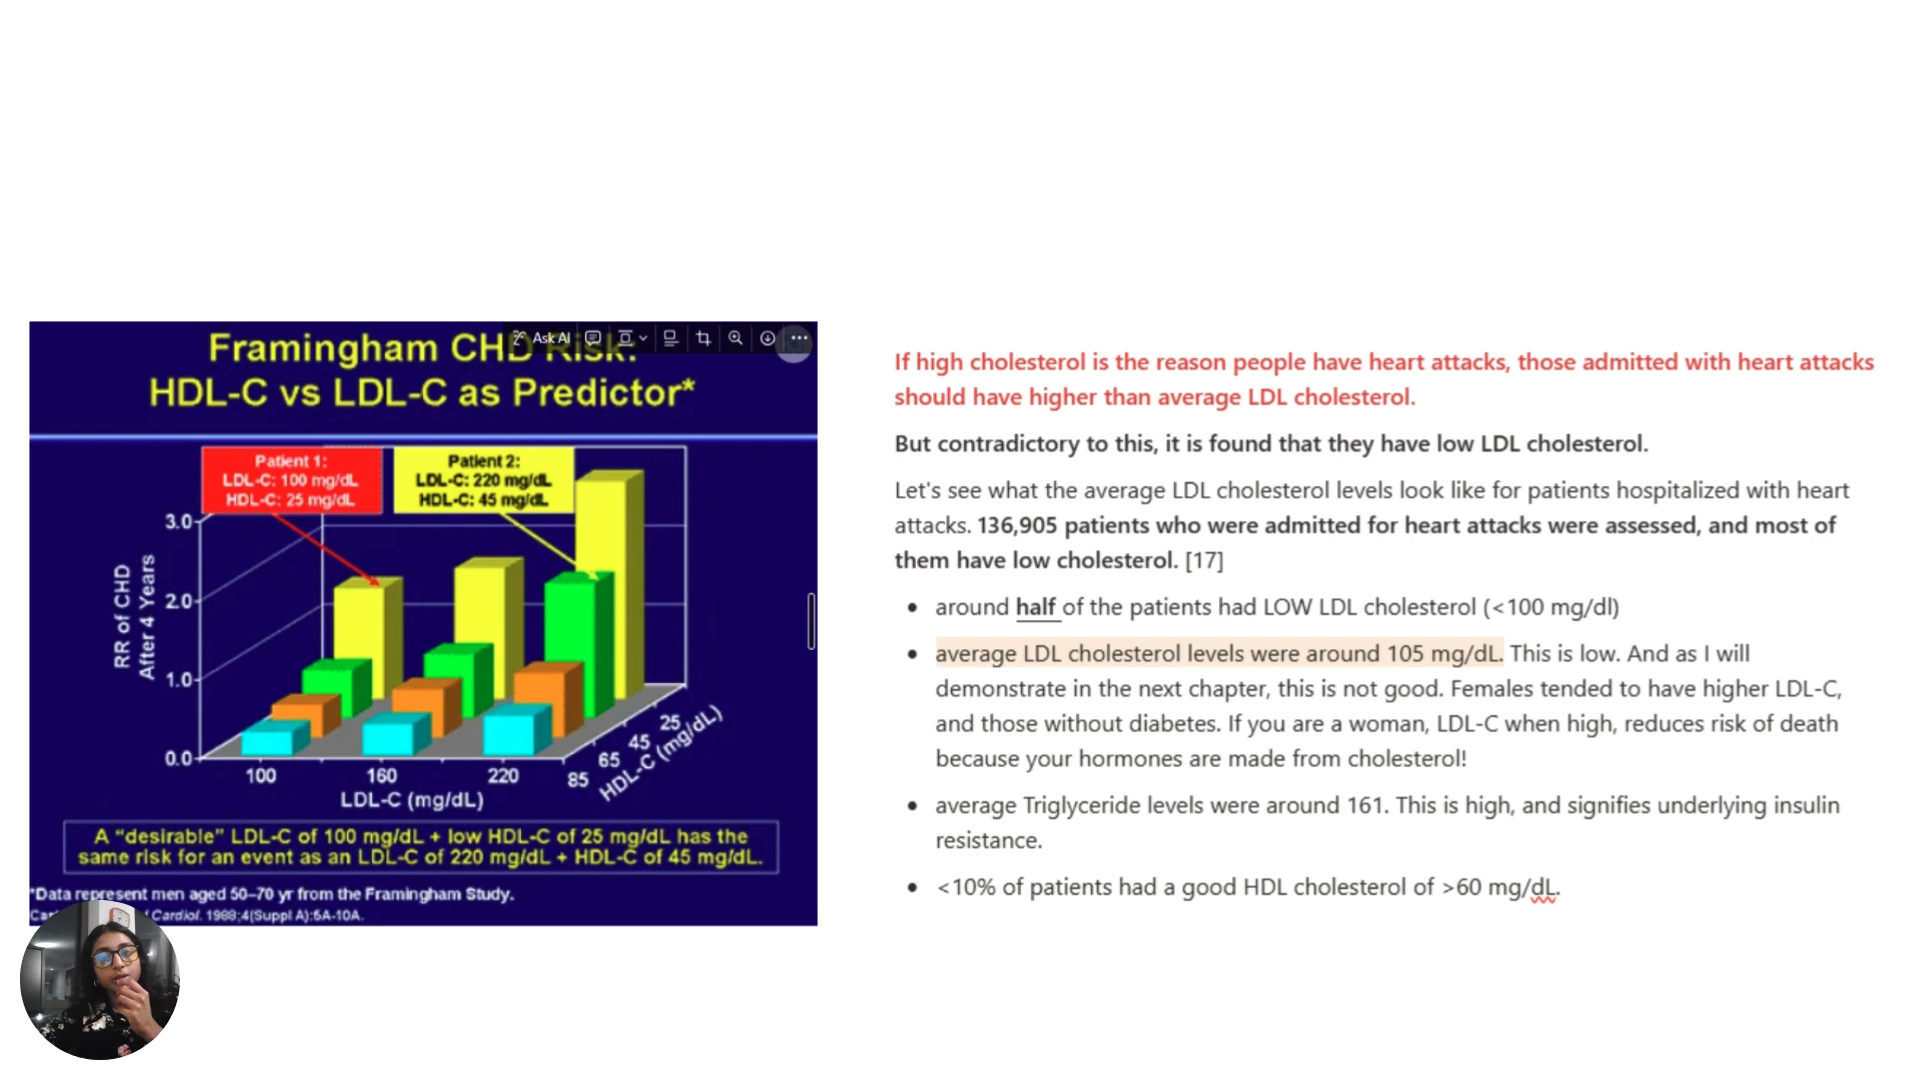 Framingham CHD Risk:
HDL-C vs LDL-C as Predictor*
Ask AI
Patient 1:
LDL-C: 100 mg/dL
HDL-C: 25 mg/dL
Patient 2:
LDL-C: 220 mg/dL
HDL-C: 45 mg/dL
RR of CHD
After 4 Years
3.0
2.0
1.0
0.0
100
160
220
LDL-C (mg/dL)
85
65
45
25
HDL-C (mg/dL)
A “desirable” LDL-C of 100 mg/dL + low HDL-C of 25 mg/dL has the
same risk for an event as an LDL-C of 220 mg/dL + HDL-C of 45 mg/dL.
*Data represent men aged 50–70 yr from the Framingham Study.
Cardiol. 1988;4(Suppl A):5A-10A.
If high cholesterol is the reason people have heart attacks, those admitted with heart attacks
should have higher than average LDL cholesterol.
But contradictory to this, it is found that they have low LDL cholesterol.
Let's see what the average LDL cholesterol levels look like for patients hospitalized with heart
attacks. 136,905 patients who were admitted for heart attacks were assessed, and most of
them have low cholesterol. [17]
• around half of the patients had LOW LDL cholesterol (<100 mg/dl)
• average LDL cholesterol levels were around 105 mg/dL. This is low. And as I will
demonstrate in the next chapter, this is not good. Females tended to have higher LDL-C,
and those without diabetes. If you are a woman, LDL-C when high, reduces risk of death
because your hormones are made from cholesterol!
• average Triglyceride levels were around 161. This is high, and signifies underlying insulin
resistance.
• <10% of patients had a good HDL cholesterol of >60 mg/dL.